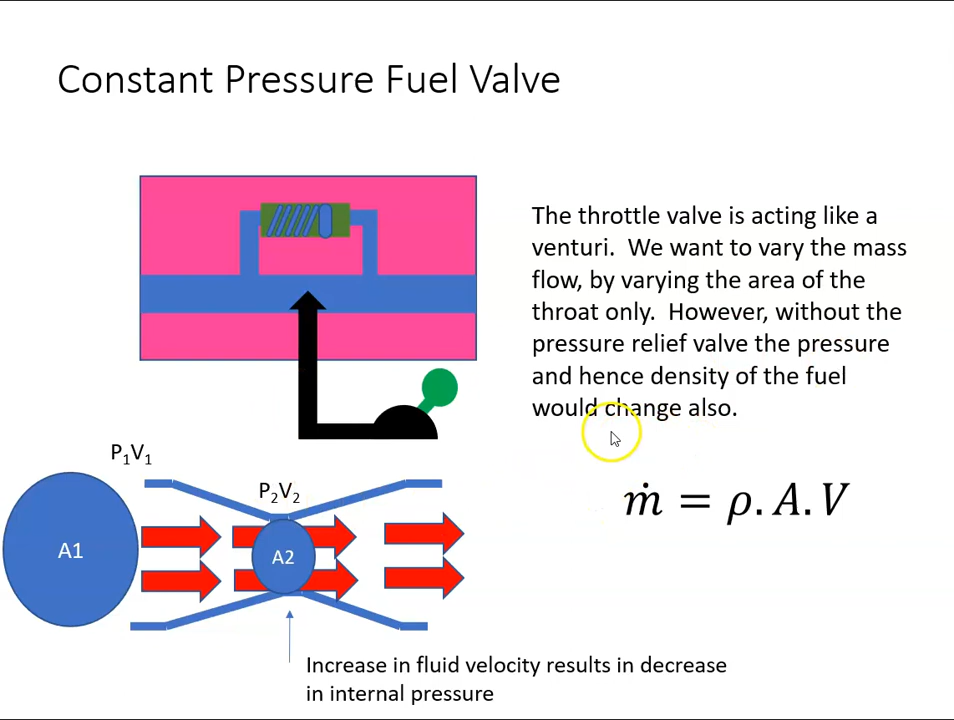 Constant Pressure Fuel Valve
The throttle valve is acting like a
venturi. We want to vary the mass
flow, by varying the area of the
throat only. However, without the
pressure relief valve the pressure
and hence density of the fuel
would change also.
P₁V₁
P₂V₂
A1
A2
ṁ = ρ. A. V
Increase in fluid velocity results in decrease
in internal pressure